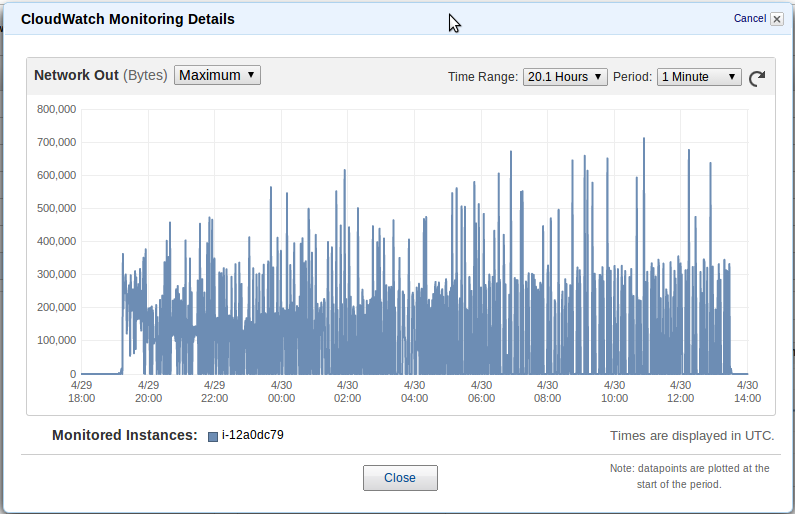 CloudWatch Monitoring Details
Cancel
Network Out (Bytes) Maximum
Time Range: 20.1 Hours Period: 1 Minute
800,000
700,000
600,000
500,000
400,000
300,000
200,000
100,000
0
4/29 4/29 4/29 4/30 4/30 4/30 4/30 4/30 4/30 4/30 4/30
18:00 20:00 22:00 00:00 02:00 04:00 06:00 08:00 10:00 12:00 14:00
Monitored Instances: i-12a0dc79
Times are displayed in UTC.
Close
Note: datapoints are plotted at the
start of the period.